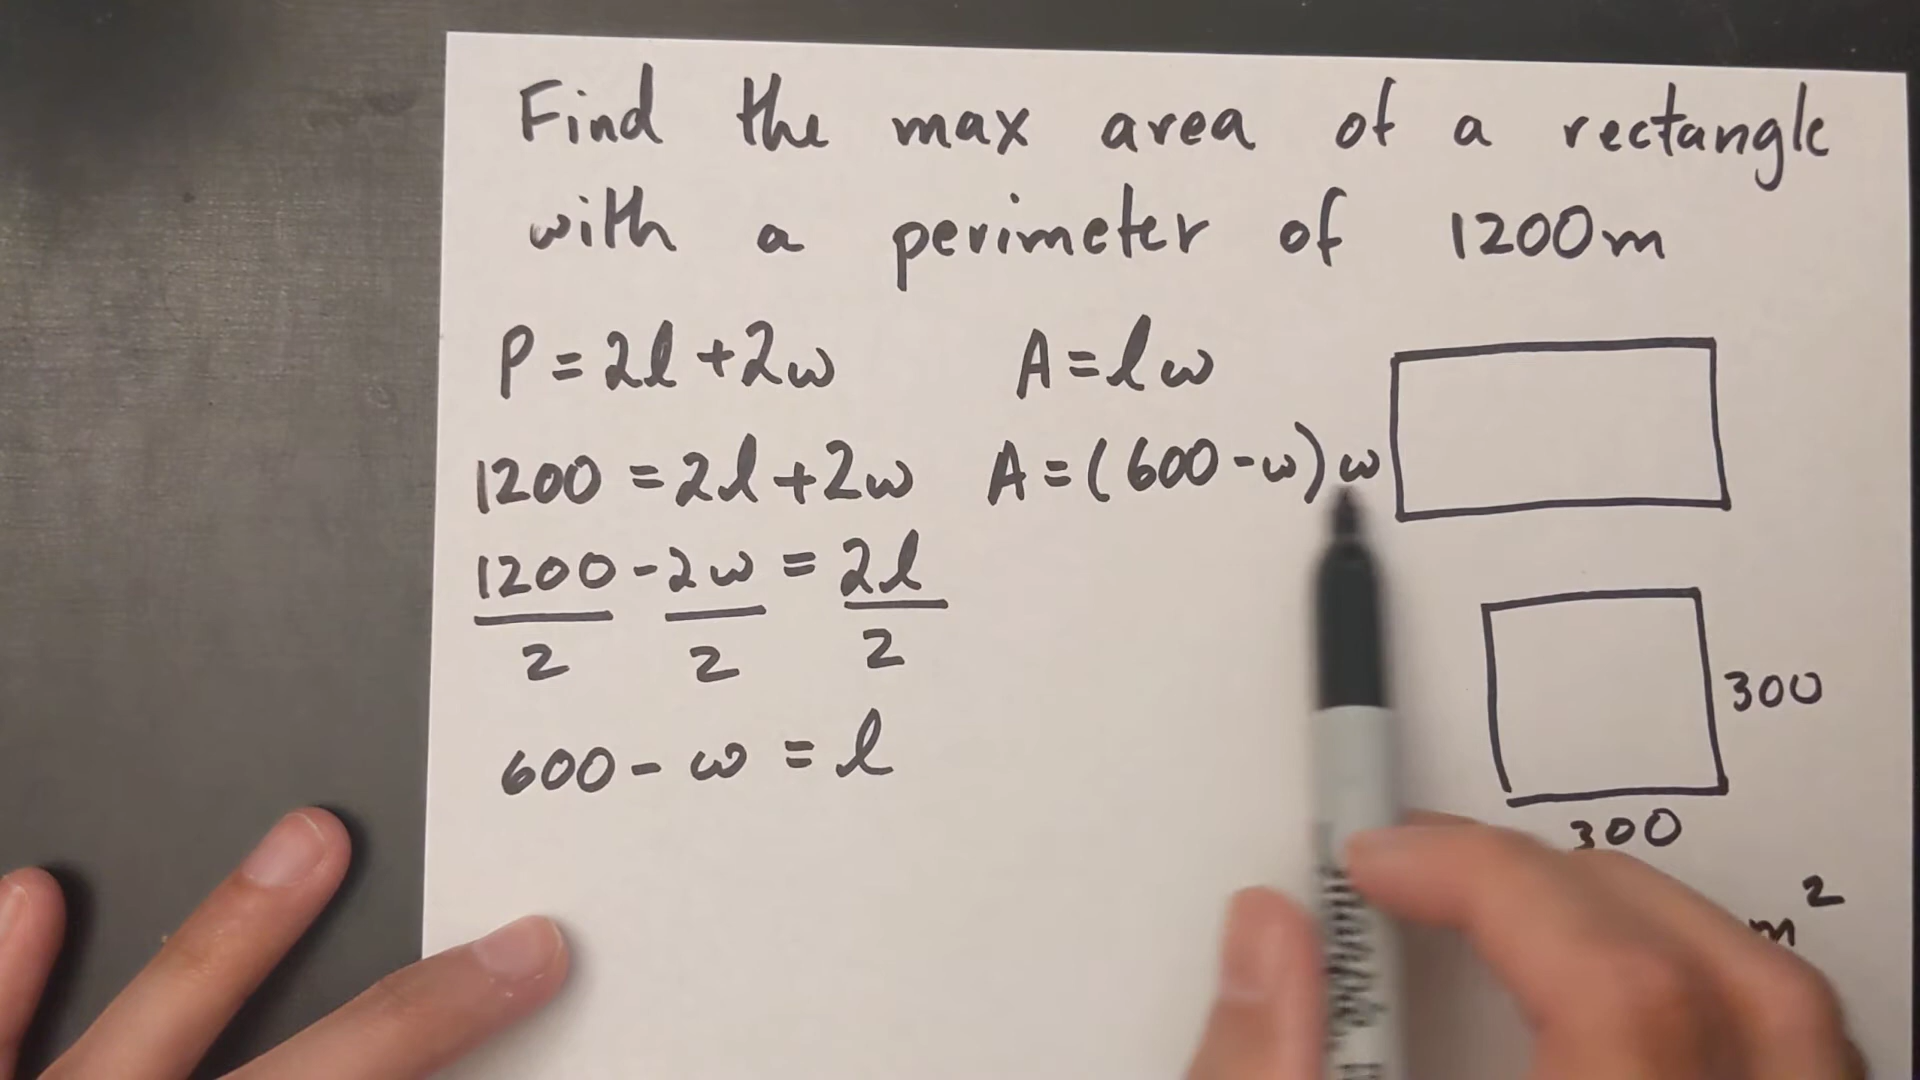 Find the max area of a rectangle
with a perimeter of 1200m
P = 2l + 2w
A = lw
1200 = 2l + 2w
A = (600 - w) w
1200 - 2w = 2l
2 2 2
600 - w = l
300
300
m²